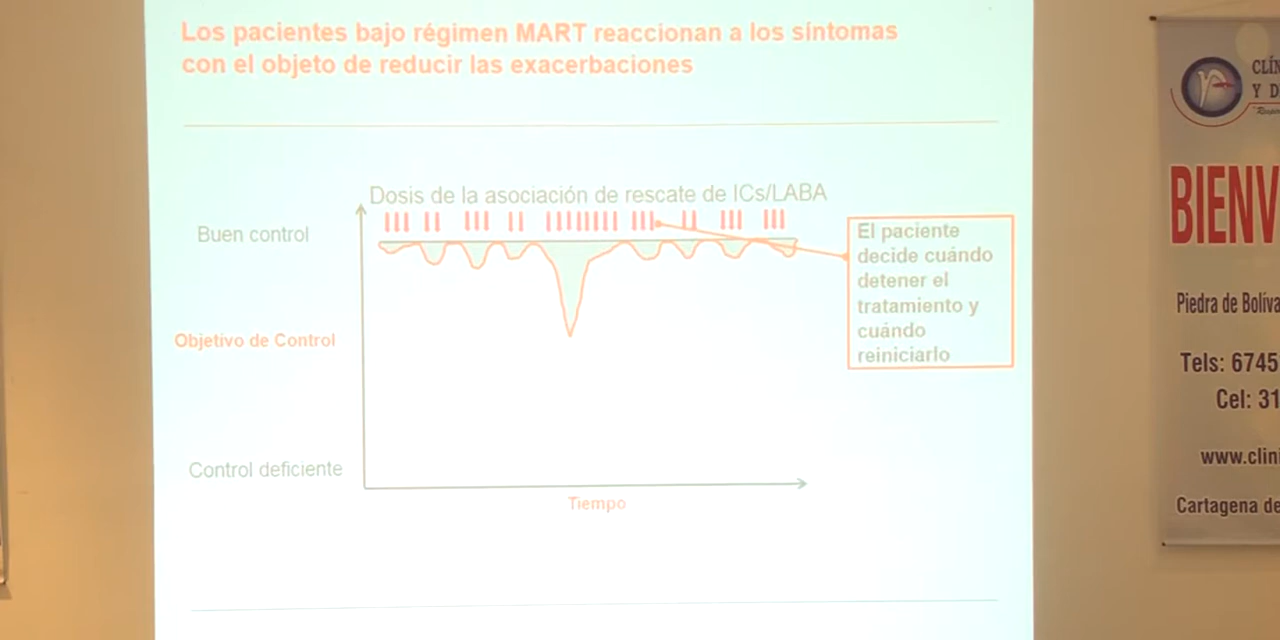 Los pacientes bajo régimen MART reaccionan a los síntomas
con el objeto de reducir las exacerbaciones
Dosis de la asociación de rescate de ICs/LABA
Buen control
Objetivo de Control
Control deficiente
Tiempo
El paciente
decide cuándo
detener el
tratamiento y
cuándo
reiniciarlo
CLÍN
Y D
BIENV
Piedra de Bolíva
Tels: 6745
Cel: 31
www.clini
Cartagena de